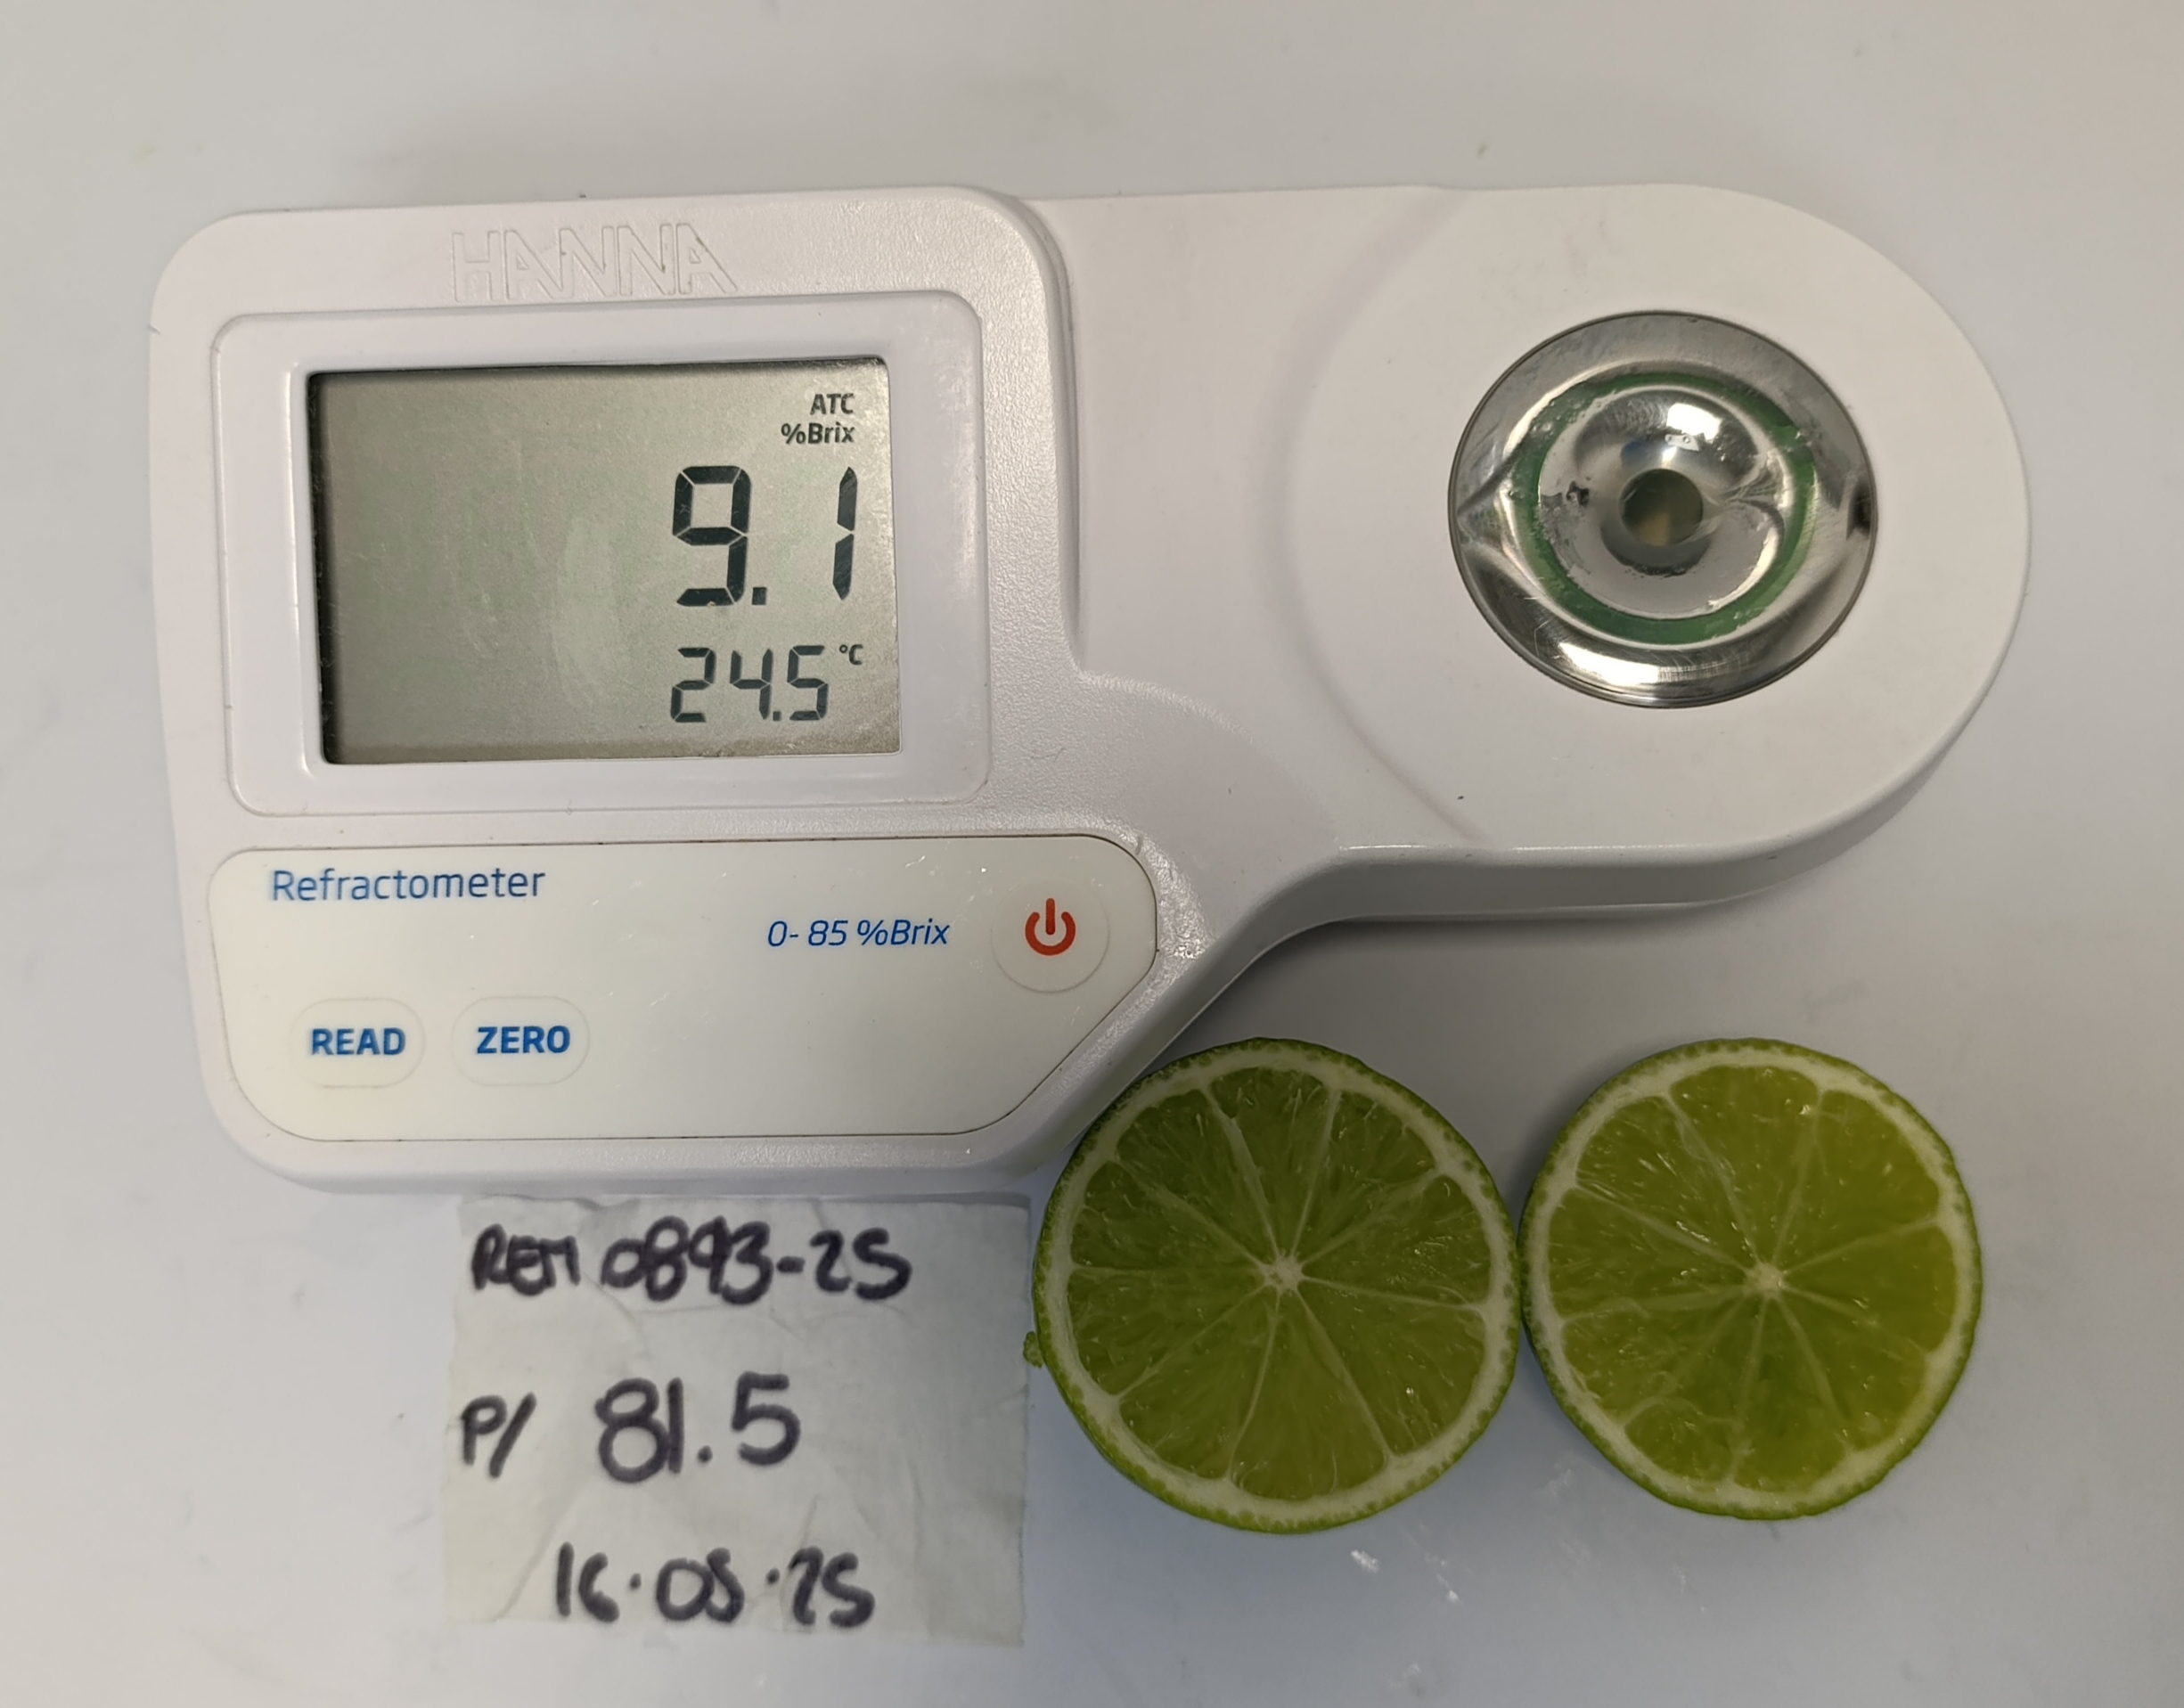 HANNA
ATC
%Brix
9.1
24.5 °C
Refractometer
0- 85 %Brix
READ ZERO
REM 0893-25
P/ 81.5
16.05.25